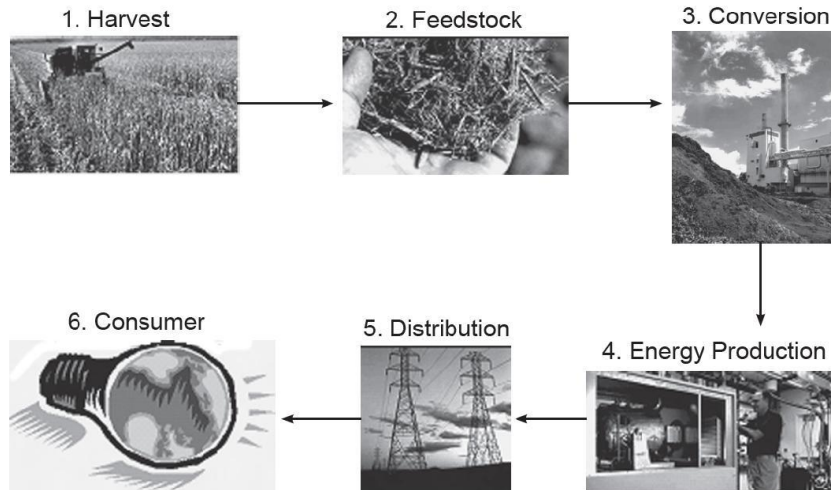 1. Harvest
2. Feedstock
3. Conversion
4. Energy Production
5. Distribution
6. Consumer